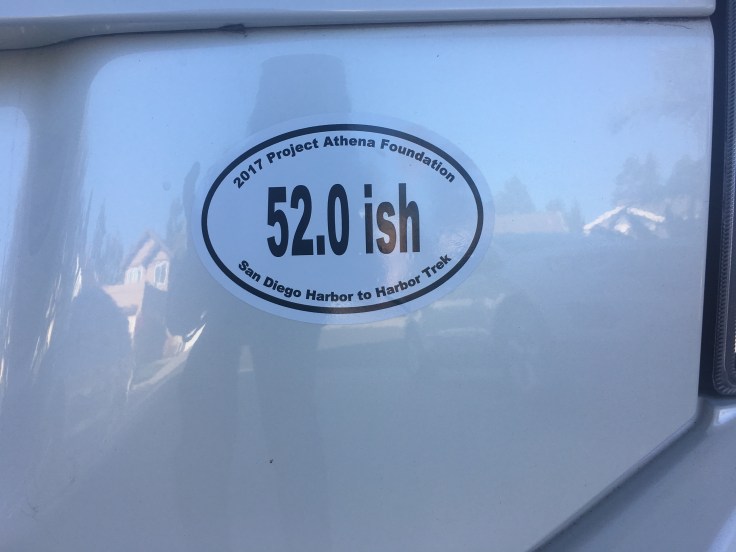 2017 Project Athena Foundation
52.0 ish
San Diego Harbor to Harbor Trek